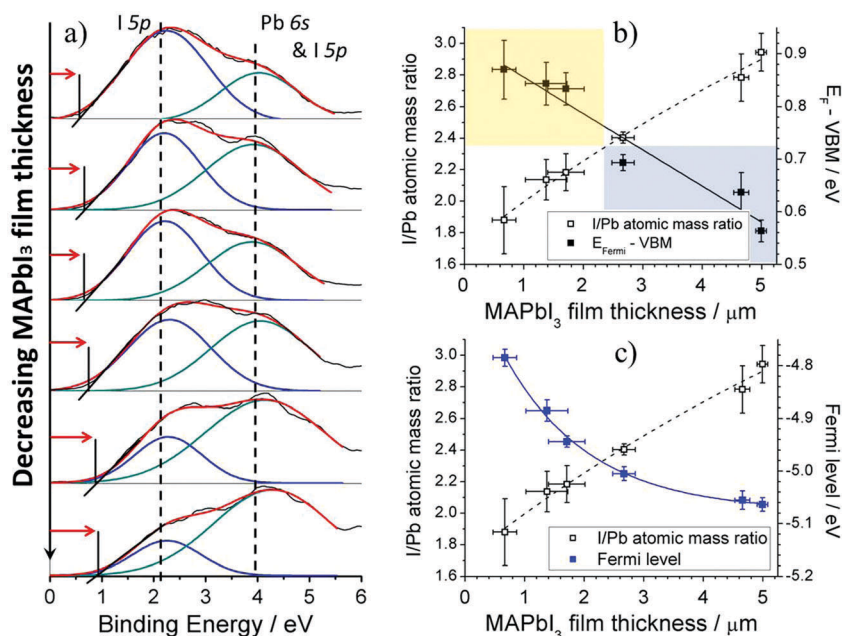 a)
I 5p
Pb 6s
& I 5p
Decreasing MAPbI₃ film thickness
0 1 2 3 4 5 6
Binding Energy / eV
b)
I/Pb atomic mass ratio
3.0
2.8
2.6
2.4
2.2
2.0
1.8
1.6
0.9
0.8
0.7
0.6
0.5
E_F - VBM / eV
I/Pb atomic mass ratio
E_Fermi - VBM
0 1 2 3 4 5
MAPbI₃ film thickness / μm
c)
I/Pb atomic mass ratio
3.0
2.8
2.6
2.4
2.2
2.0
1.8
1.6
-4.8
-4.9
-5.0
-5.1
-5.2
Fermi level / eV
I/Pb atomic mass ratio
Fermi level
0 1 2 3 4 5
MAPbI₃ film thickness / μm